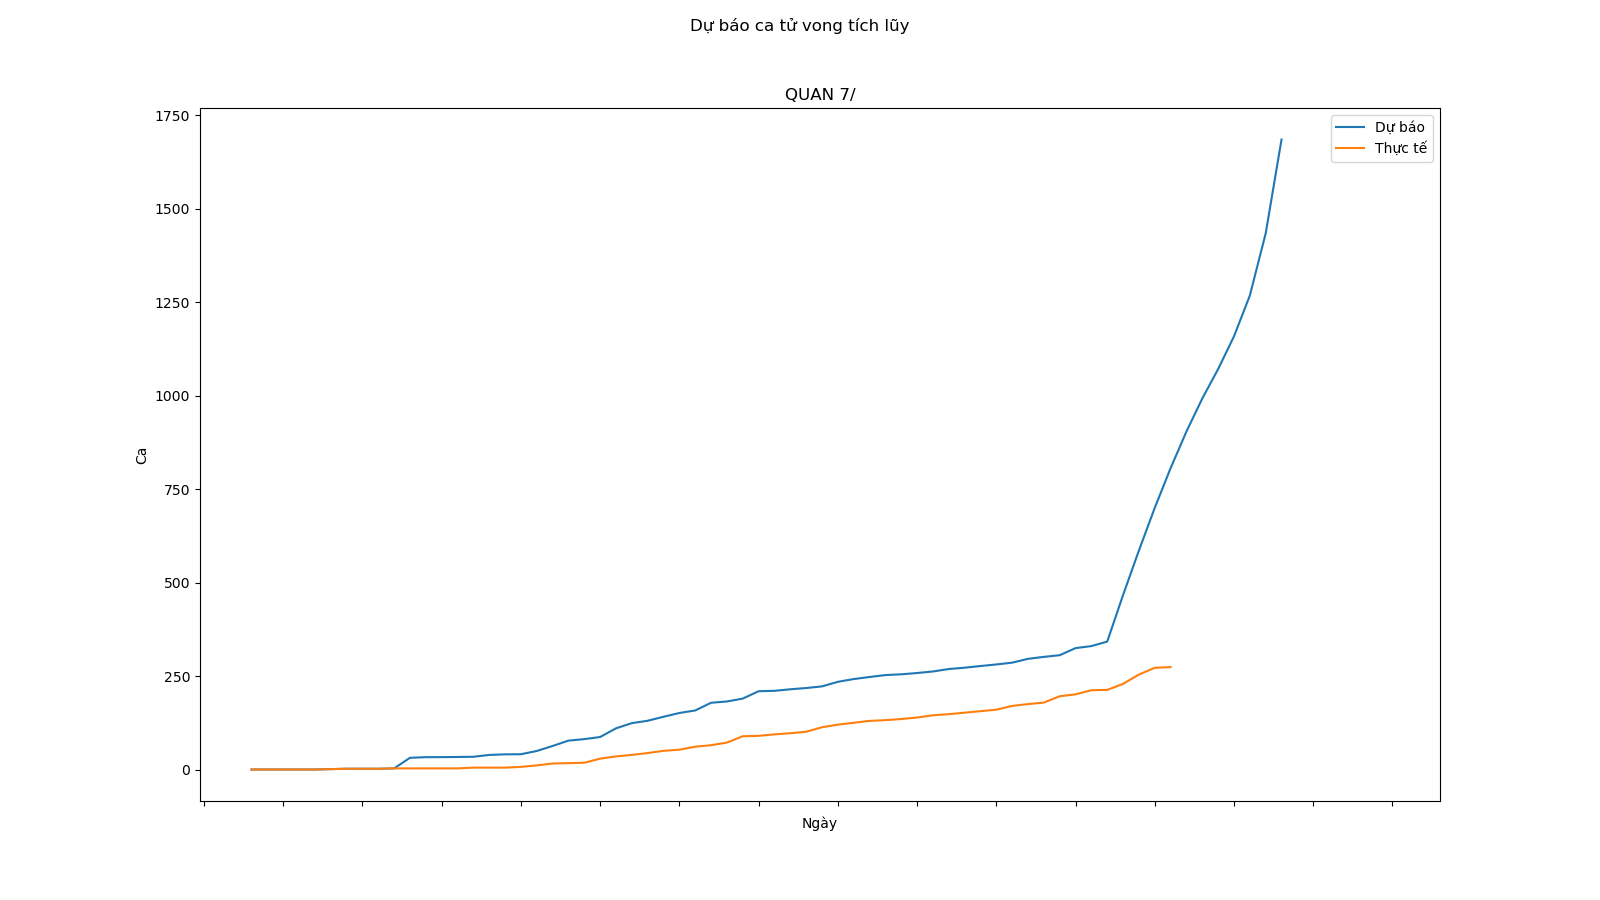 Dự báo ca tử vong tích lũy
QUAN 7/
1750
1500
1250
1000
750
500
250
0
Ca
Ngày
Dự báo
Thực tế